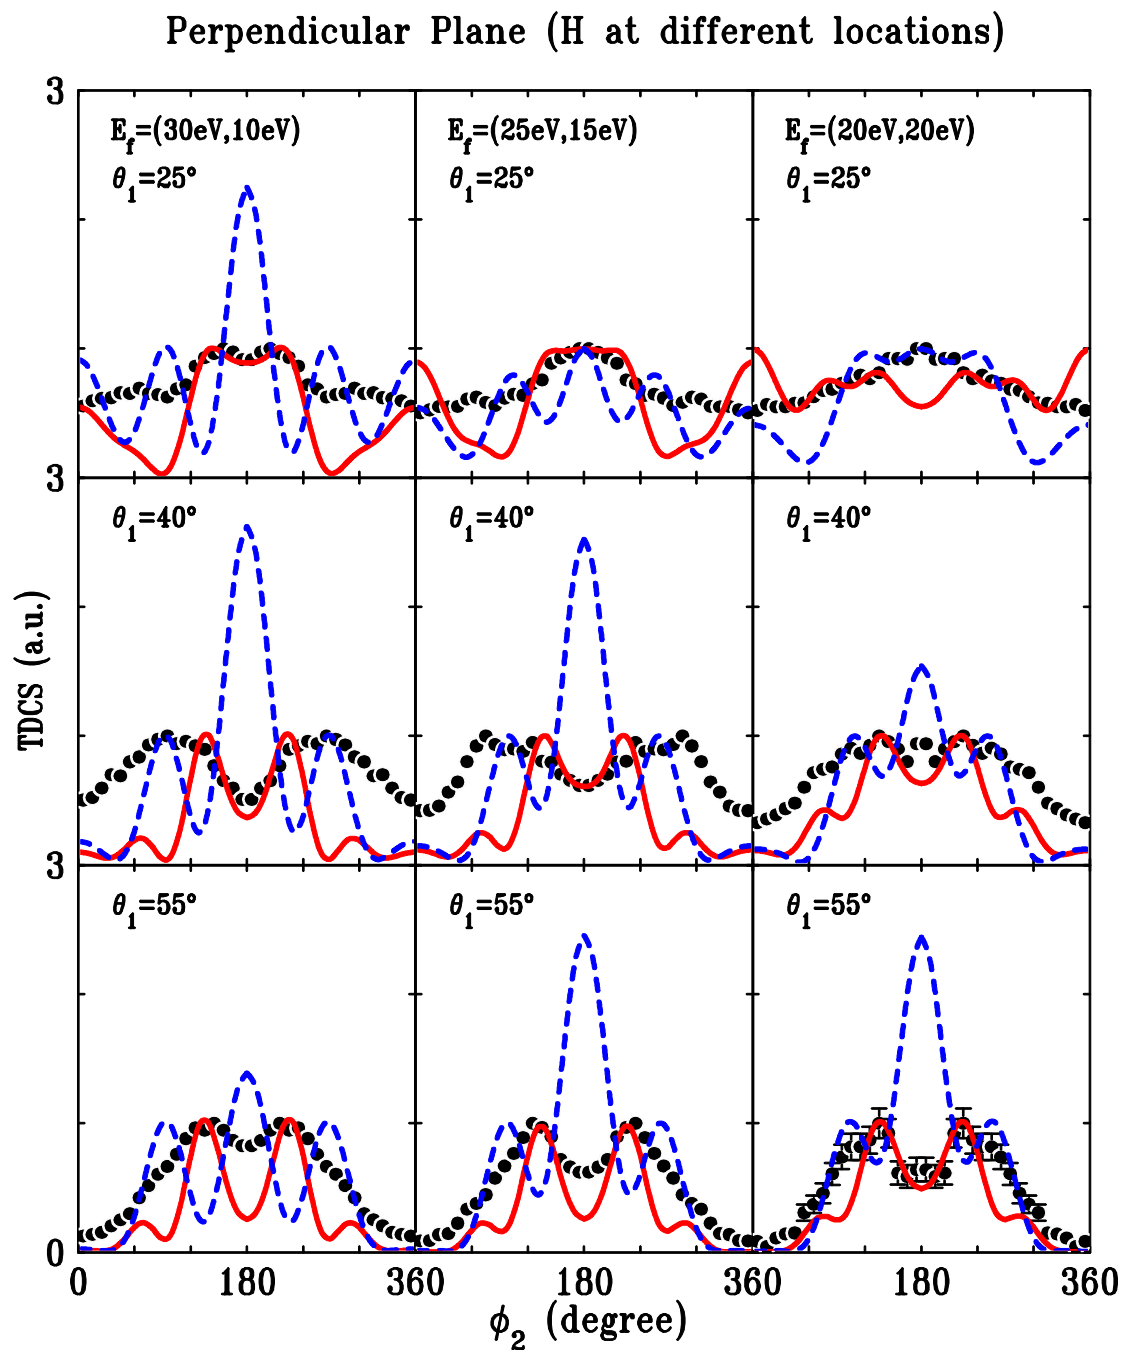 Perpendicular Plane (H at different locations)
3
E_f=(30eV,10eV)
θ_1=25°
E_f=(25eV,15eV)
θ_1=25°
E_f=(20eV,20eV)
θ_1=25°
3
θ_1=40°
θ_1=40°
θ_1=40°
TDCS (a.u.)
3
θ_1=55°
θ_1=55°
θ_1=55°
0
0 180 360 180 360 180 360
ϕ_2 (degree)